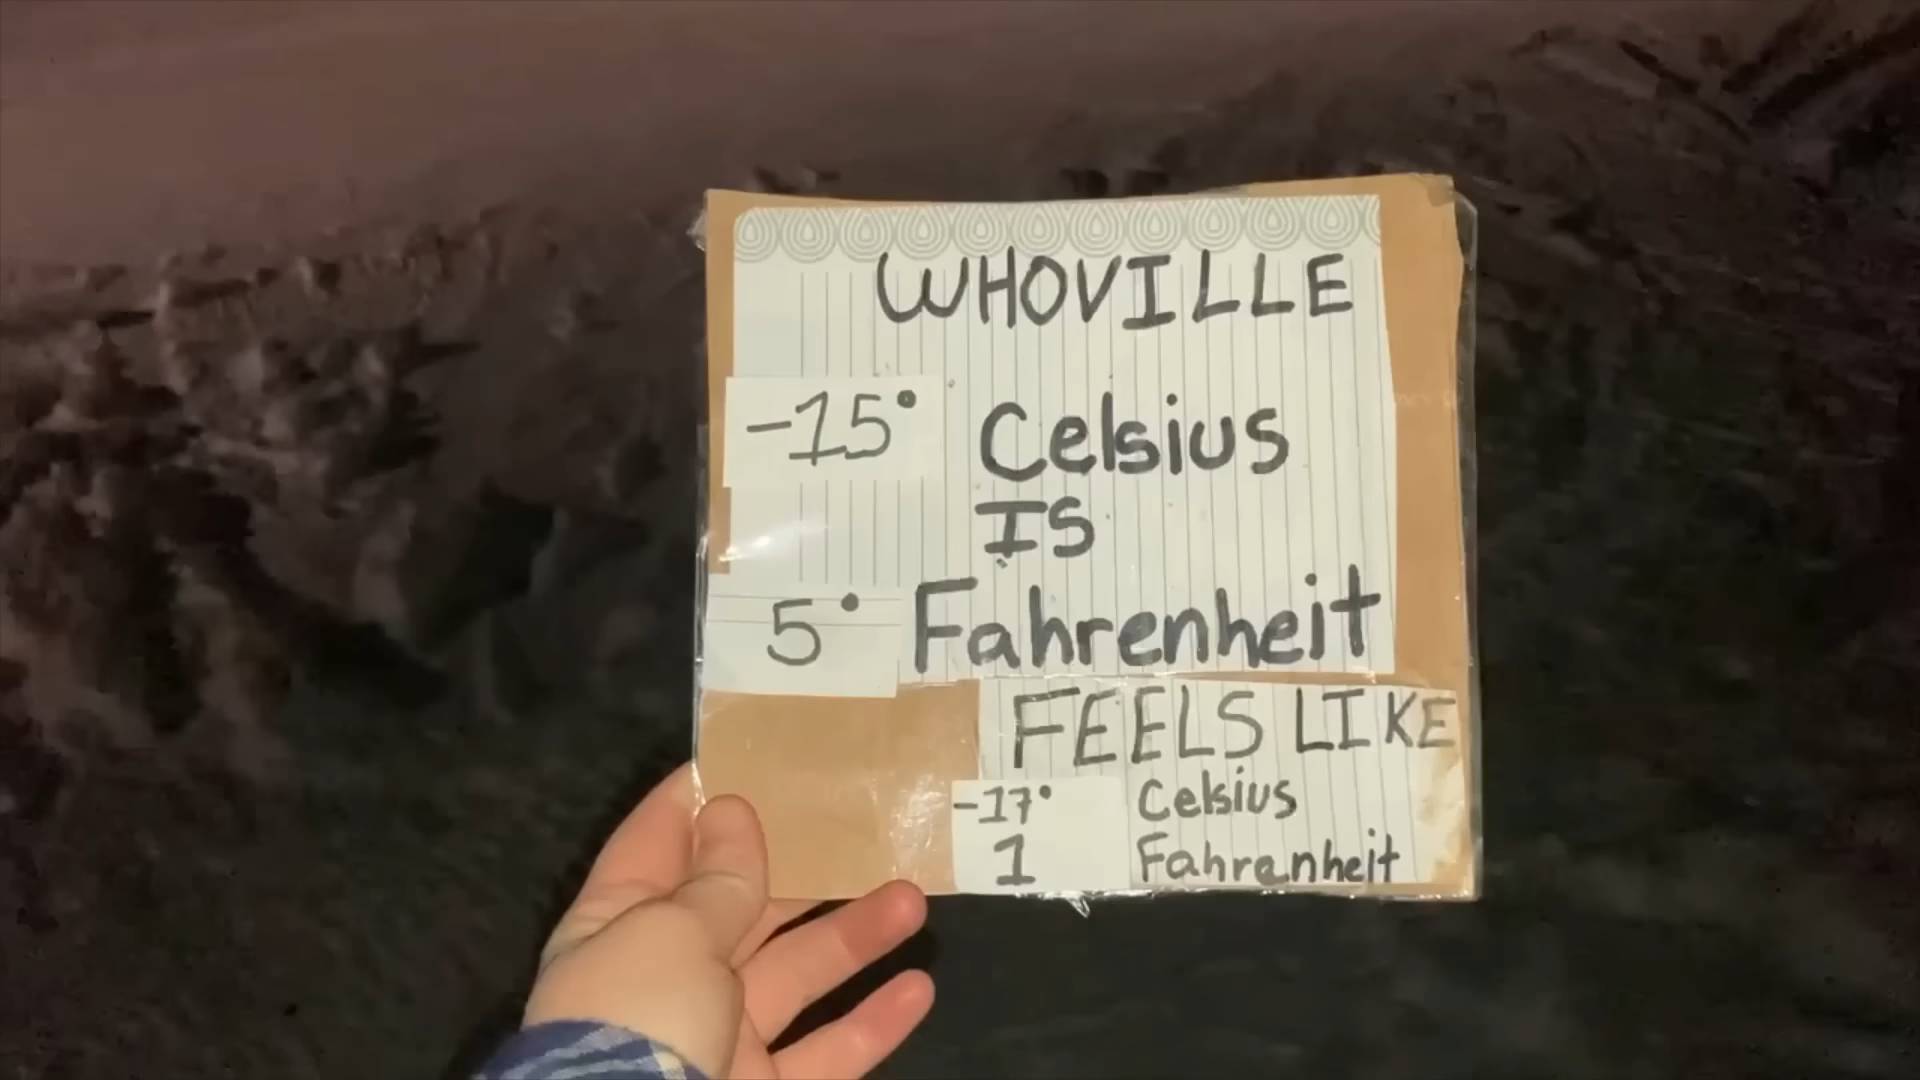 WHOVILLE
-15° Celsius
IS
5° Fahrenheit
FEELS LIKE
-17° Celsius
1 Fahrenheit